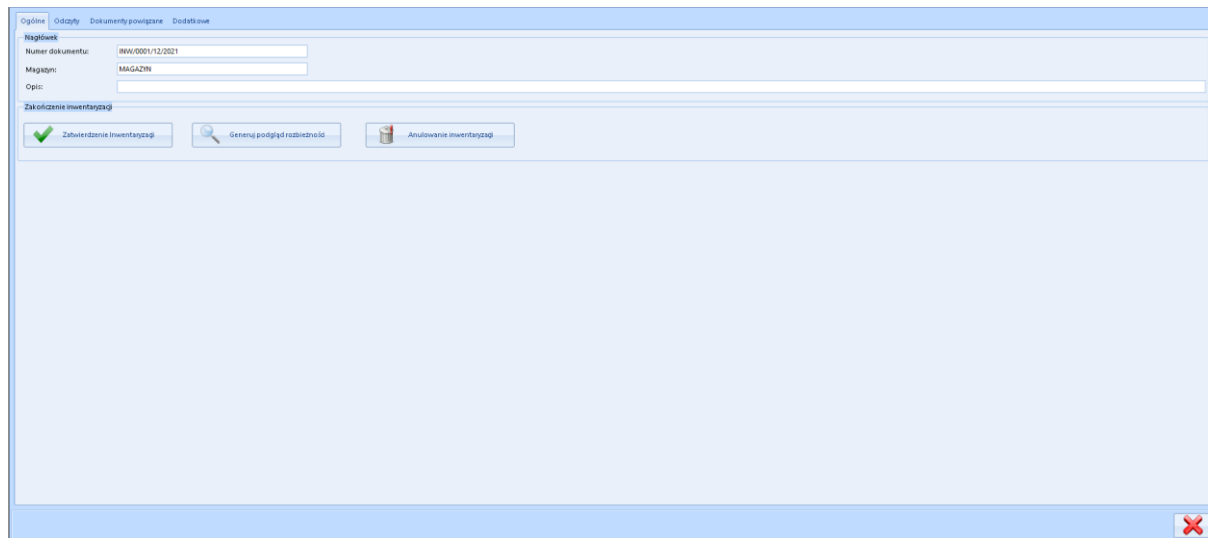 Ogólne Odczyty Dokumenty powiązane Dodatkowe
Nagłówek
Numer dokumentu: INW/0001/12/2021
Magazyn: MAGAZYN
Opis:
Zakończenie inwentaryzacji
Zatwierdzenie Inwentaryzacji Generuj podgląd rozbieżności Anulowanie inwentaryzacji